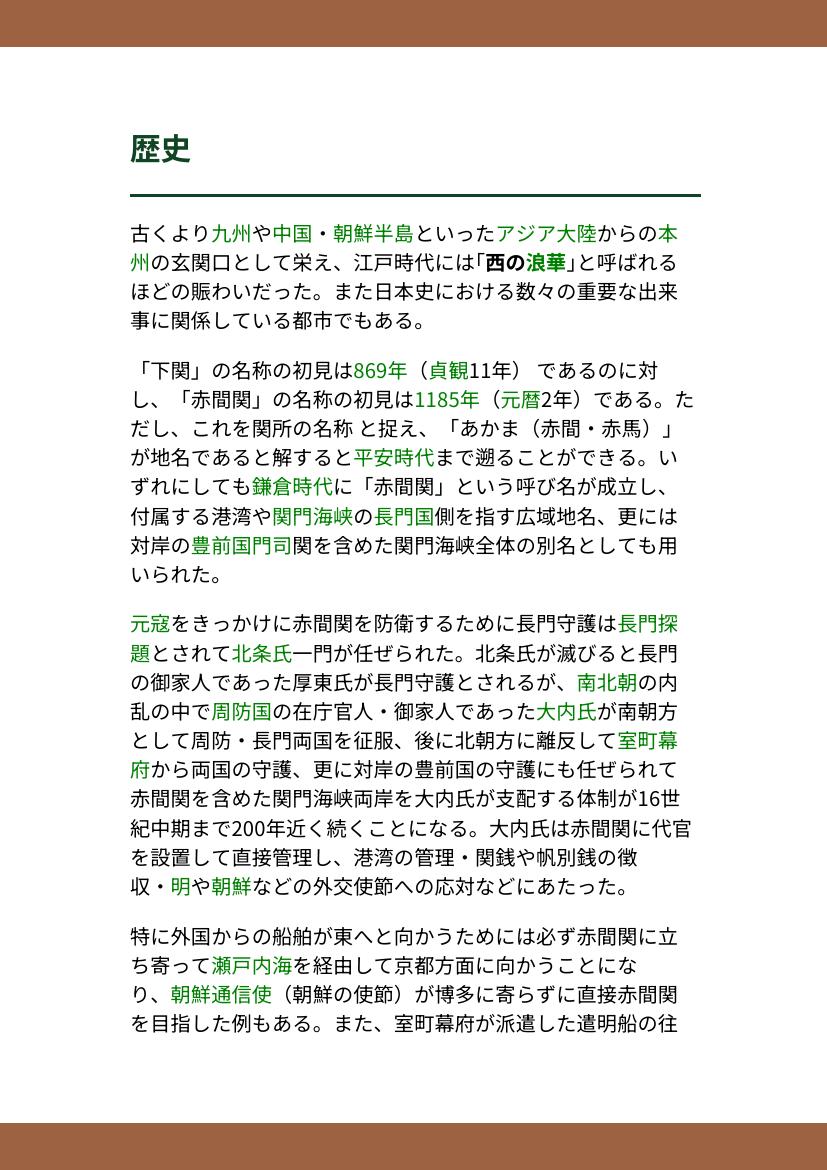 歴史
古くより九州や中国・朝鮮半島といったアジア大陸からの本
州の玄関口として栄え、江戸時代には｢西の浪華｣と呼ばれる
ほどの賑わいだった。また日本史における数々の重要な出来
事に関係している都市でもある。
「下関」の名称の初見は869年（貞観11年） であるのに対
し、「赤間関」の名称の初見は1185年（元暦2年）である。た
だし、これを関所の名称 と捉え、「あかま（赤間・赤馬）」
が地名であると解すると平安時代まで遡ることができる。い
ずれにしても鎌倉時代に「赤間関」という呼び名が成立し、
付属する港湾や関門海峡の長門国側を指す広域地名、更には
対岸の豊前国門司関を含めた関門海峡全体の別名としても用
いられた。
元寇をきっかけに赤間関を防衛するために長門守護は長門探
題とされて北条氏一門が任ぜられた。北条氏が滅びると長門
の御家人であった厚東氏が長門守護とされるが、南北朝の内
乱の中で周防国の在庁官人・御家人であった大内氏が南朝方
として周防・長門両国を征服、後に北朝方に離反して室町幕
府から両国の守護、更に対岸の豊前国の守護にも任ぜられて
赤間関を含めた関門海峡両岸を大内氏が支配する体制が16世
紀中期まで200年近く続くことになる。大内氏は赤間関に代官
を設置して直接管理し、港湾の管理・関銭や帆別銭の徴
収・明や朝鮮などの外交使節への応対などにあたった。
特に外国からの船舶が東へと向かうためには必ず赤間関に立
ち寄って瀬戸内海を経由して京都方面に向かうことにな
り、朝鮮通信使（朝鮮の使節）が博多に寄らずに直接赤間関
を目指した例もある。また、室町幕府が派遣した遣明船の往